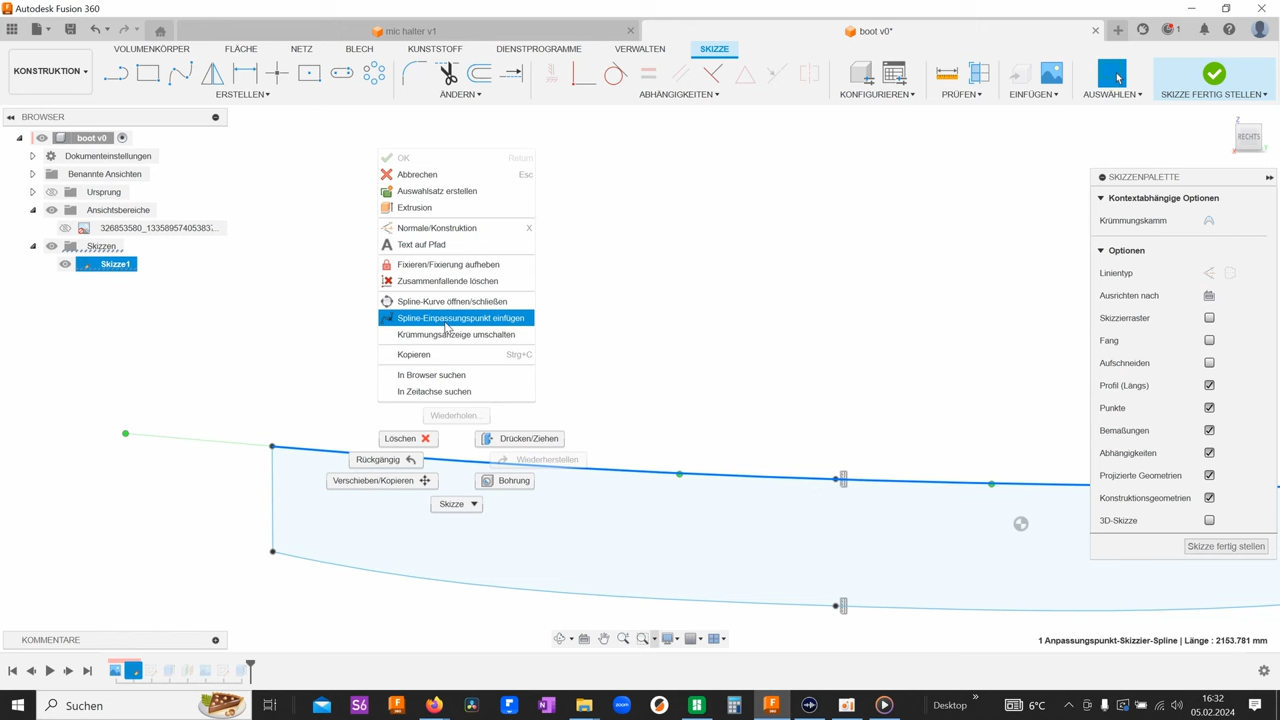 Autodesk Fusion 360
mic halter v1
boot v0*
1
KONSTRUKTION
VOLUMENKÖRPER
FLÄCHE
NETZ
BLECH
KUNSTSTOFF
DIENSTPROGRAMME
VERWALTEN
SKIZZE
ERSTELLEN
ÄNDERN
ABHÄNGIGKEITEN
KONFIGURIEREN
PRÜFEN
EINFÜGEN
AUSWÄHLEN
SKIZZE FERTIG STELLEN
BROWSER
boot v0
Dokumenteinstellungen
Benannte Ansichten
Ursprung
Ansichtsbereiche
326853580_13358957405383...
Skizzen
Skizze1
Z
RECHTS
OK Return
Abbrechen Esc
Auswahlsatz erstellen
Extrusion
Normale/Konstruktion X
Text auf Pfad
Fixieren/Fixierung aufheben
Zusammenfallende löschen
Spline-Kurve öffnen/schließen
Spline-Einpassungspunkt einfügen
Krümmungsanzeige umschalten
Kopieren Strg+C
In Browser suchen
In Zeitachse suchen
Wiederholen...
Löschen
Drücken/Ziehen
Rückgängig
Wiederherstellen
Verschieben/Kopieren
Bohrung
Skizze
SKIZZENPALETTE
Kontextabhängige Optionen
Krümmungskamm
Optionen
Linientyp
Ausrichten nach
Skizzierraster
Fang
Aufschneiden
Profil (Längs)
Punkte
Bemaßungen
Abhängigkeiten
Projizierte Geometrien
Konstruktionsgeometrien
3D-Skizze
Skizze fertig stellen
KOMMENTARE
1 Anpassungspunkt-Skizzier-Spline | Länge : 2153.781 mm
Suchen
Desktop
6°C
16:32
05.02.2024